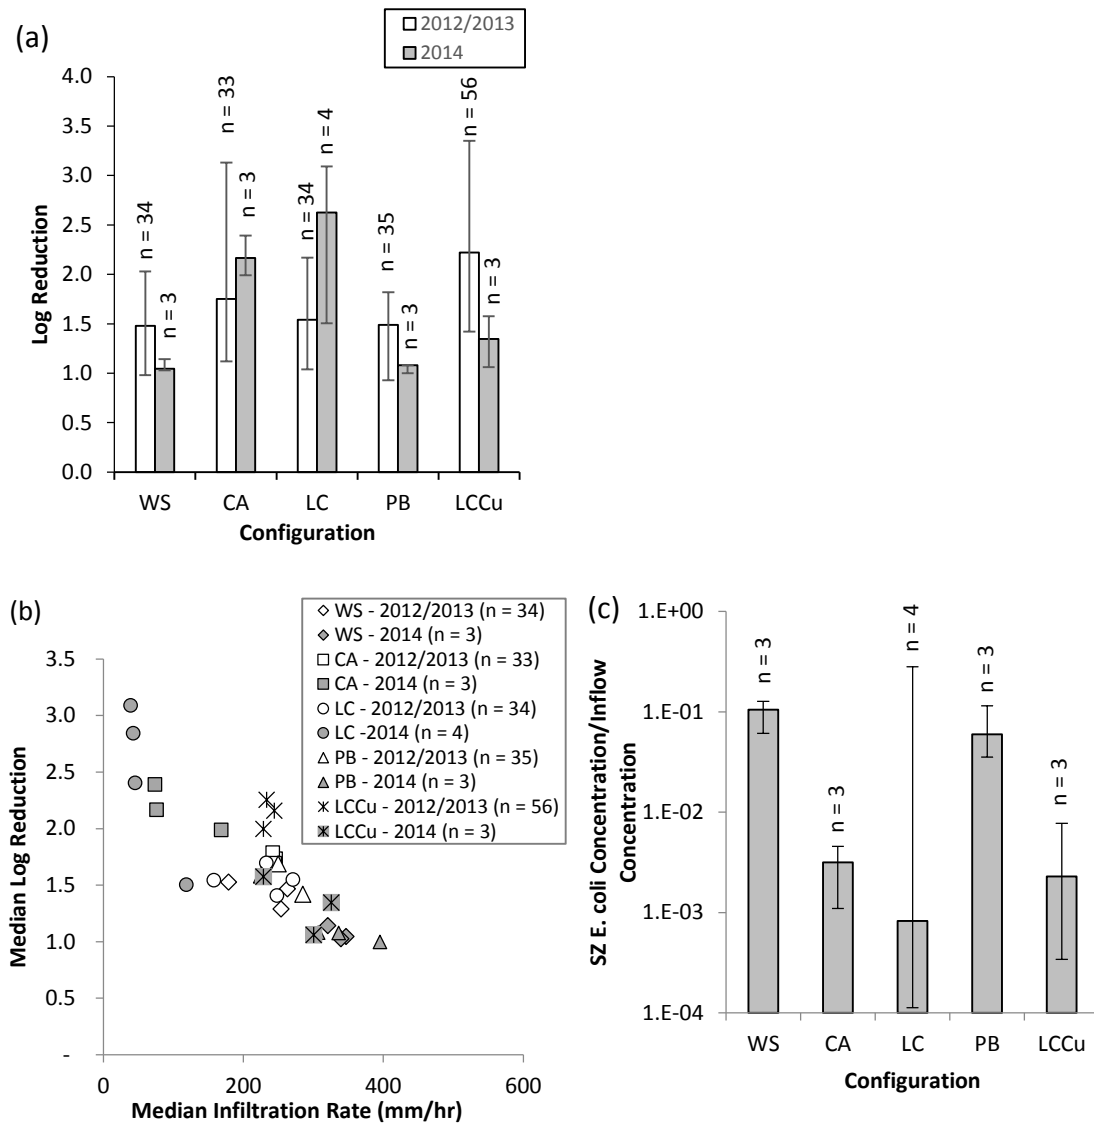 (a)
2012/2013
2014
4.0
3.5
3.0
2.5
2.0
1.5
1.0
0.5
0.0
Log Reduction
n = 34
n = 3
n = 33
n = 3
n = 34
n = 4
n = 35
n = 3
n = 56
n = 3
WS CA LC PB LCCu
Configuration
(b)
WS - 2012/2013 (n = 34)
WS - 2014 (n = 3)
CA - 2012/2013 (n = 33)
CA - 2014 (n = 3)
LC - 2012/2013 (n = 34)
LC -2014 (n = 4)
PB - 2012/2013 (n = 35)
PB - 2014 (n = 3)
LCCu - 2012/2013 (n = 56)
LCCu - 2014 (n = 3)
3.5
3.0
2.5
2.0
1.5
1.0
0.5
-
Median Log Reduction
0 200 400 600
Median Infiltration Rate (mm/hr)
(c)
1.E+00
1.E-01
1.E-02
1.E-03
1.E-04
SZ E. coli Concentration/Inflow
Concentration
n = 3
n = 3
n = 4
n = 3
n = 3
WS CA LC PB LCCu
Configuration